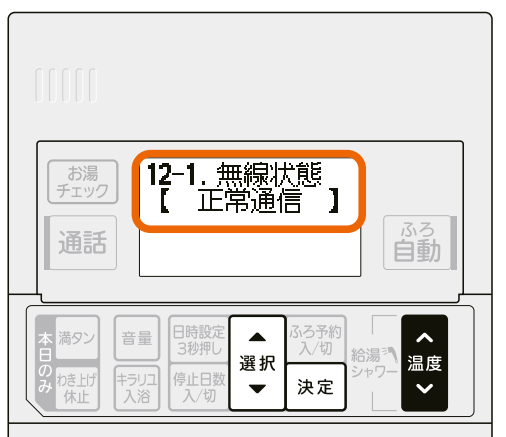 お湯
チェック
12-1. 無線状態
【 正常通信 】
通話
ふろ
自動
本日のみ
満タン
わき上げ
休止
音量
キラリユ
入浴
日時設定
3秒押し
停止日数
入/切
選択
ふろ予約
入/切
決定
給湯
シャワー
温度